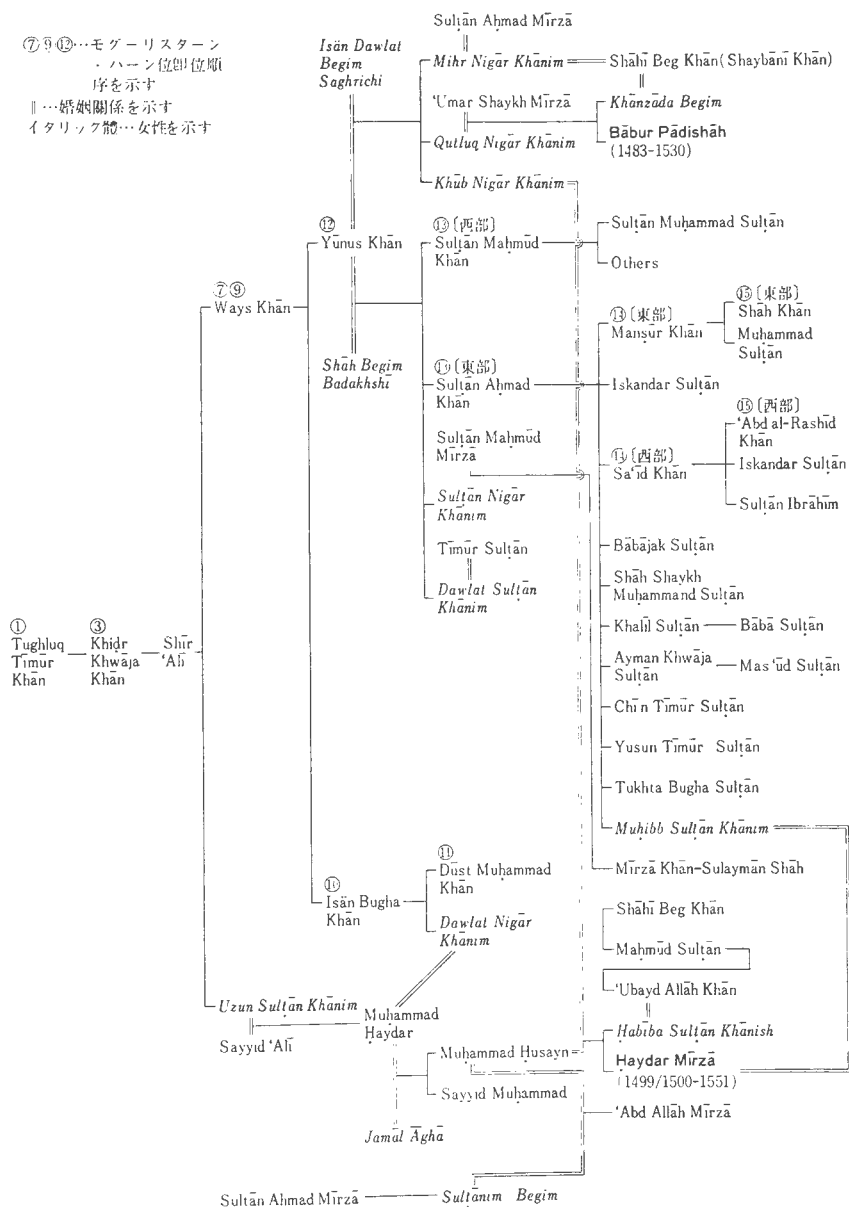 ⑦⑨⑫…モグーリスターン
・ハーン位即位順
序を示す
‖…婚姻關係を示す
イタリック體…女性を示す
Isän Dawlat
Begim
Saghrichi
Sulṭān Aḥmad Mīrzā
Mihr Nigār Khānim
Shāhī Beg Khān(Shaybānī Khān)
'Umar Shaykh Mīrzā
Khānzāda Begim
Qutluq Nigār Khānim
Bābur Pādishāh
(1483-1530)
Khūb Nigār Khānim
⑫
Yūnus Khān
⑬〔西部〕
Sulṭān Maḥmūd
Khān
Sulṭān Muḥammad Sulṭān
Others
⑦⑨
Ways Khān
Shāh Begim
Badakhshī
〔東部〕
Sulṭān Aḥmad
Khān
〔東部〕
Manṣūr Khān
⑮〔東部〕
Shāh Khān
Muḥammad
Sulṭān
Iskandar Sulṭān
Sulṭān Maḥmūd
Mīrzā
〔西部〕
Sa'īd Khān
⑮〔西部〕
'Abd al-Rashīd
Khān
Iskandar Sulṭān
Sulṭān Ibrāhīm
Sulṭān Nigār
Khānim
Tīmūr Sulṭān
Dawlat Sulṭān
Khānim
Bābājak Sulṭān
Shāh Shaykh
Muḥammand Sulṭān
Khalīl Sulṭān
Bābā Sulṭān
Ayman Khwāja
Sulṭān
Mas'ūd Sulṭān
Chīn Tīmūr Sulṭān
Yusun Tīmūr Sulṭān
Tukhta Bugha Sulṭān
Muḥibb Sulṭān Khānim
Mīrzā Khān-Sulaymān Shāh
①
Tughluq
Tīmūr
Khān
③
Khiḍr
Khwāja
Khān
Shīr
'Alī
⑩
Isän Bugha
Khān
⑪
Dūst Muḥammad
Khān
Dawlat Nigār
Khānim
Shāhī Beg Khān
Maḥmūd Sulṭān
'Ubayd Allāh Khān
Uzun Sulṭān Khānim
Sayyid 'Alī
Muḥammad
Ḥaydar
Ḥabība Sulṭān Khānish
Ḥaydar Mīrzā
(1499/1500-1551)
Muḥammad Ḥusayn
Sayyid Muḥammad
Jamāl Āghā
'Abd Allāh Mīrzā
Sulṭān Aḥmad Mīrzā
Sulṭānim Begim